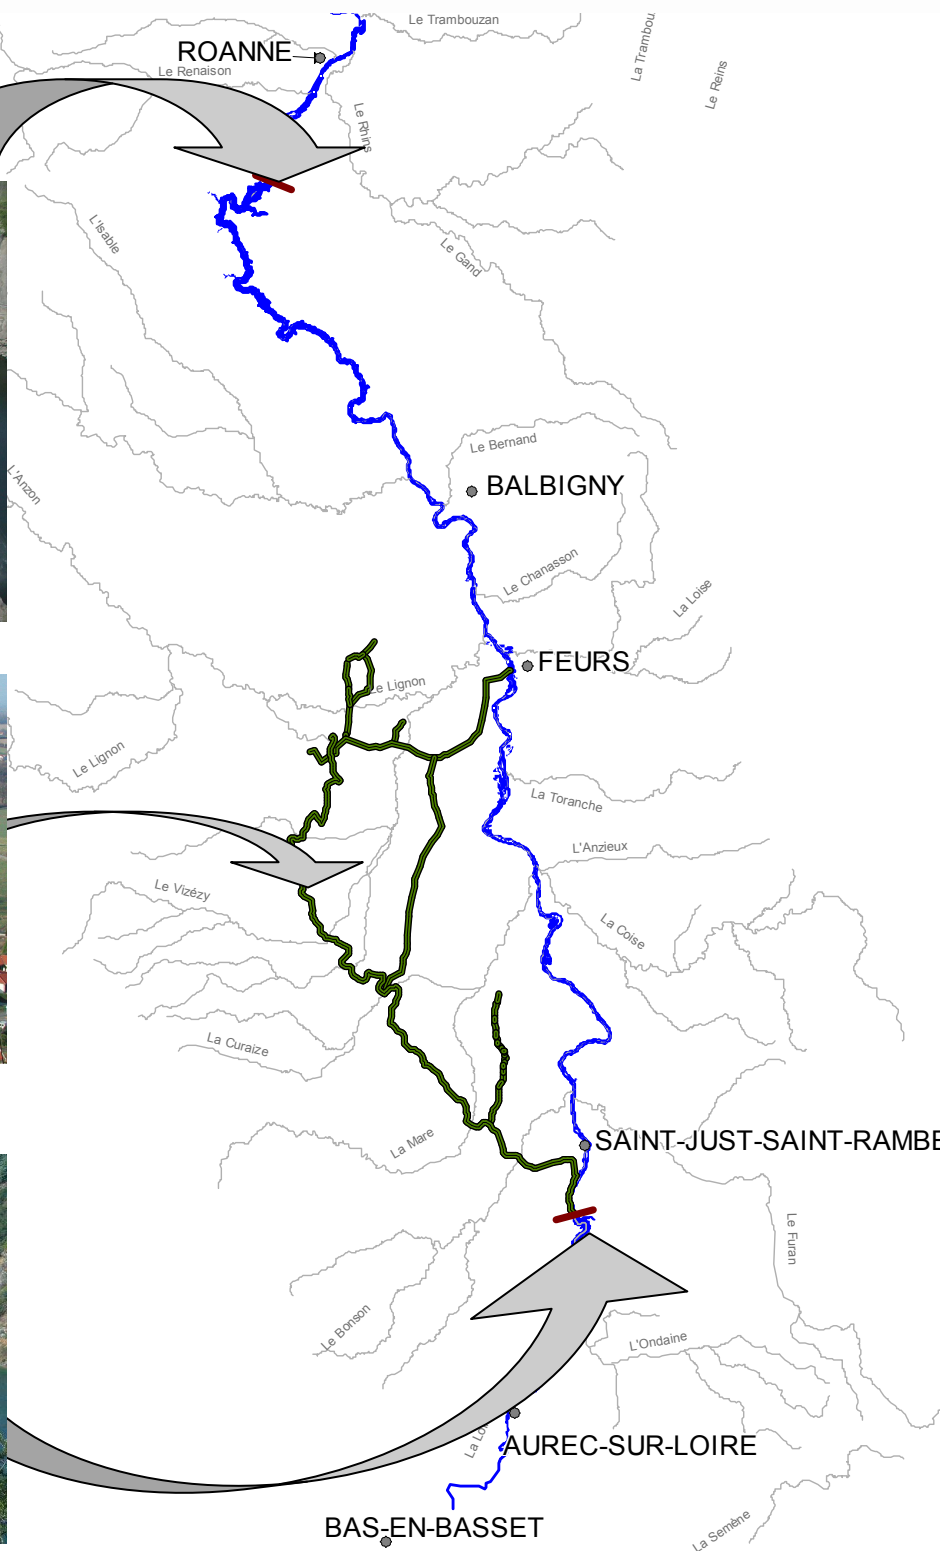 Le Trambouzan
ROANNE
Le Renaison
Le Reins
Le Rhins
L'Isable
Le Gand
Le Bernand
L'Anzon
BALBIGNY
Le Chanasson
La Loise
FEURS
Le Lignon
Le Lignon
La Toranche
L'Anzieux
Le Vizézy
La Coise
La Curaize
La Mare
SAINT-JUST-SAINT-RAMBE
Le Furan
Le Bonson
L'Ondaine
AUREC-SUR-LOIRE
La Semène
BAS-EN-BASSET